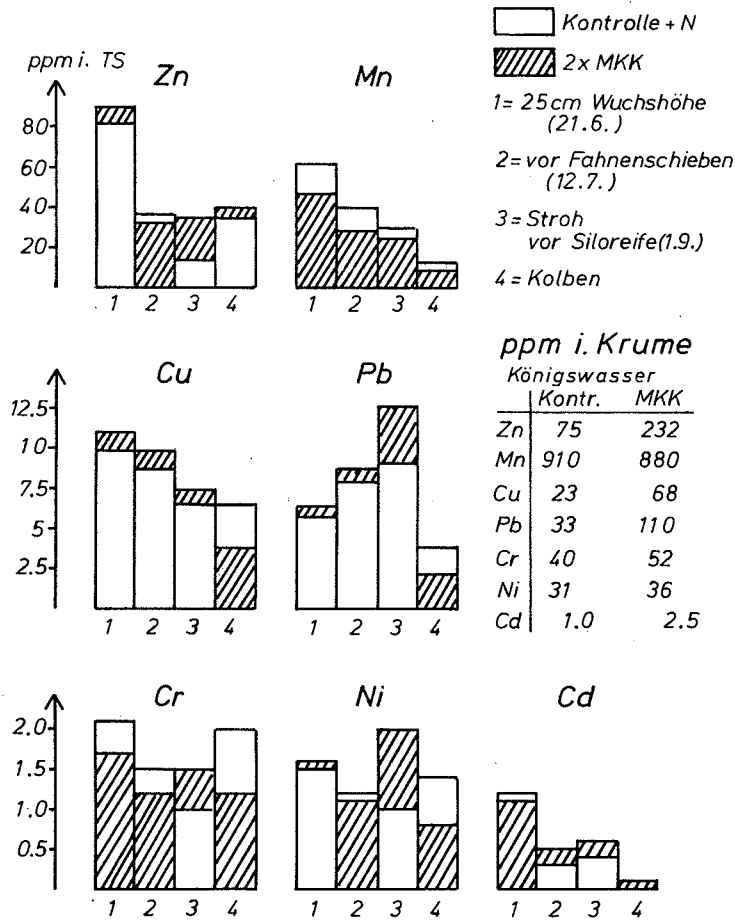 Kontrolle + N
2x MKK
1= 25cm Wuchshöhe
(21.6.)
2= vor Fahnenschieben
(12.7.)
3= Stroh
vor Siloreife(1.9.)
4= Kolben
ppm i. TS
Zn
Mn
80
60
40
20
1 2 3 4
1 2 3 4
Cu
Pb
12.5
10
7.5
5
2.5
1 2 3 4
1 2 3 4
ppm i. Krume
Königswasser
Kontr. MKK
Zn 75 232
Mn 910 880
Cu 23 68
Pb 33 110
Cr 40 52
Ni 31 36
Cd 1.0 2.5
Cr
Ni
Cd
2.0
1.5
1.0
0.5
1 2 3 4
1 2 3 4
1 2 3 4